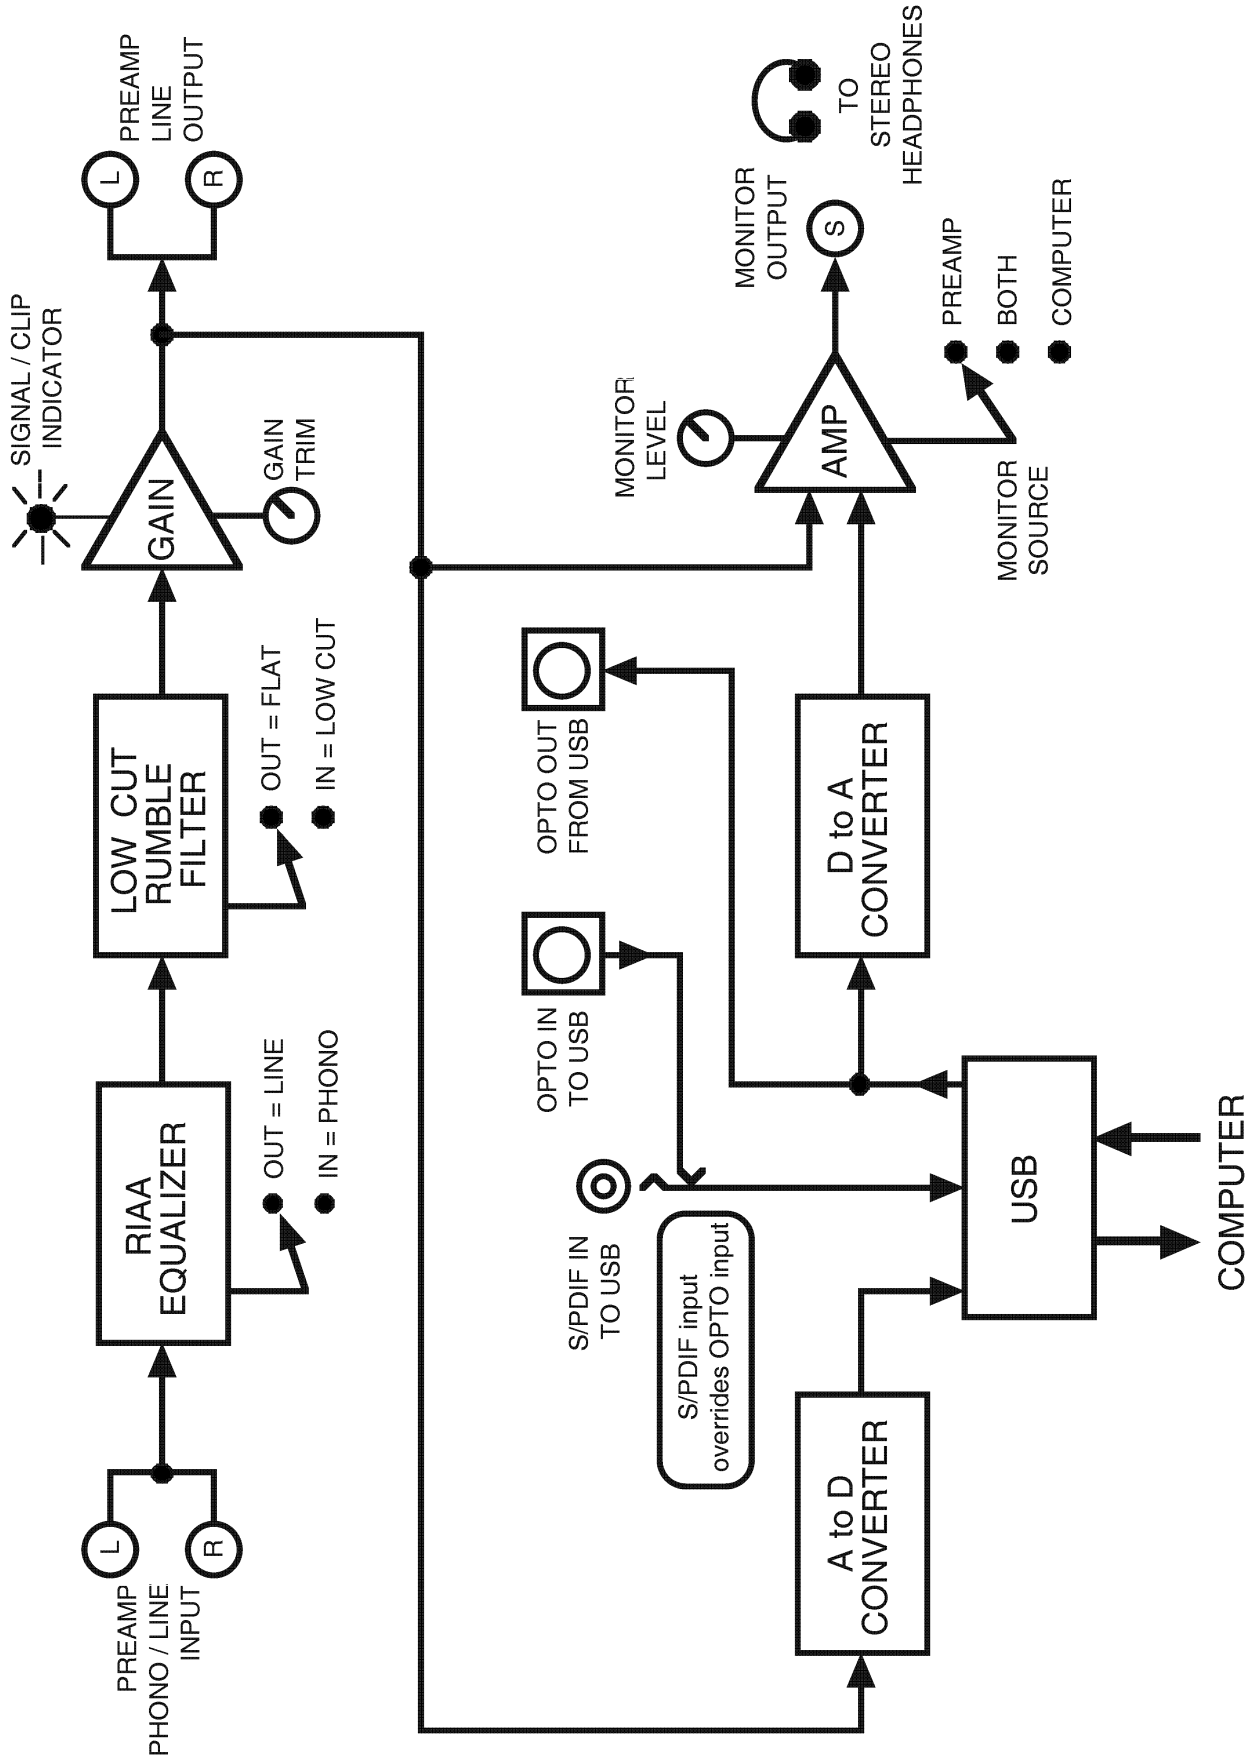 PREAMP
PHONO / LINE
INPUT
L
R
RIAA
EQUALIZER
OUT = LINE
IN = PHONO
LOW CUT
RUMBLE
FILTER
OUT = FLAT
IN = LOW CUT
SIGNAL / CLIP
INDICATOR
GAIN
GAIN
TRIM
L
R
PREAMP
LINE
OUTPUT
S/PDIF IN
TO USB
OPTO IN
TO USB
OPTO OUT
FROM USB
S/PDIF input
overrides OPTO input
MONITOR
LEVEL
MONITOR
OUTPUT
TO
STEREO
HEADPHONES
A to D
CONVERTER
D to A
CONVERTER
AMP
S
USB
MONITOR
SOURCE
PREAMP
BOTH
COMPUTER
COMPUTER